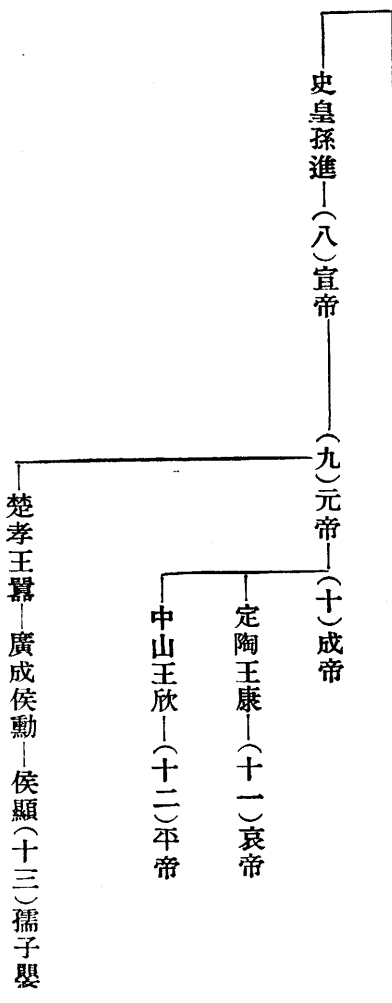 史皇孫進—(八)宣帝—(九)元帝—(十)成帝
定陶王康—(十一)哀帝
中山王欣—(十二)平帝
楚孝王囂—廣成侯勳—侯顯(十三)孺子嬰